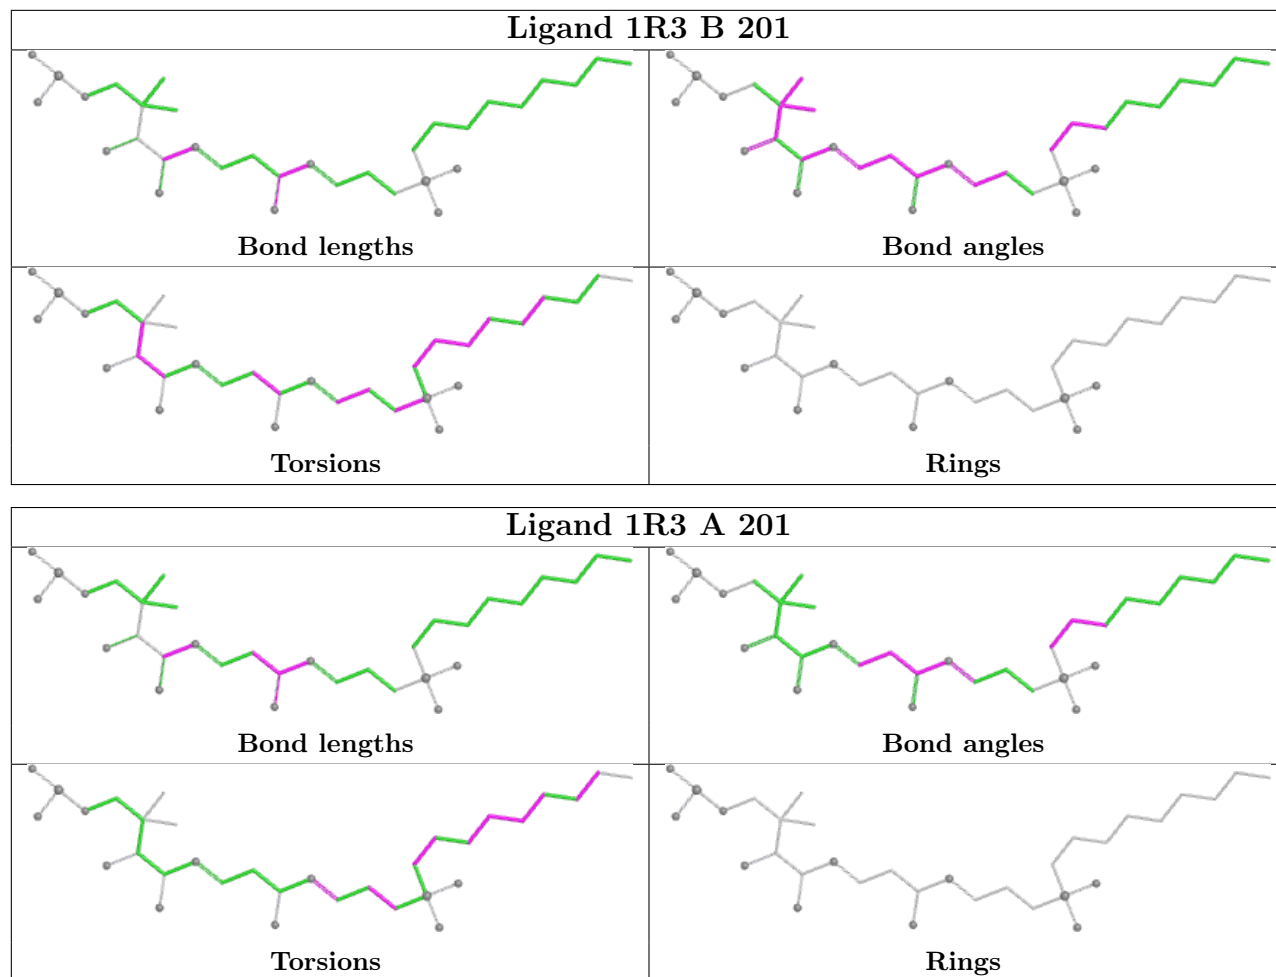 Ligand 1R3 B 201
Bond lengths
Bond angles
Torsions
Rings
Ligand 1R3 A 201
Bond lengths
Bond angles
Torsions
Rings